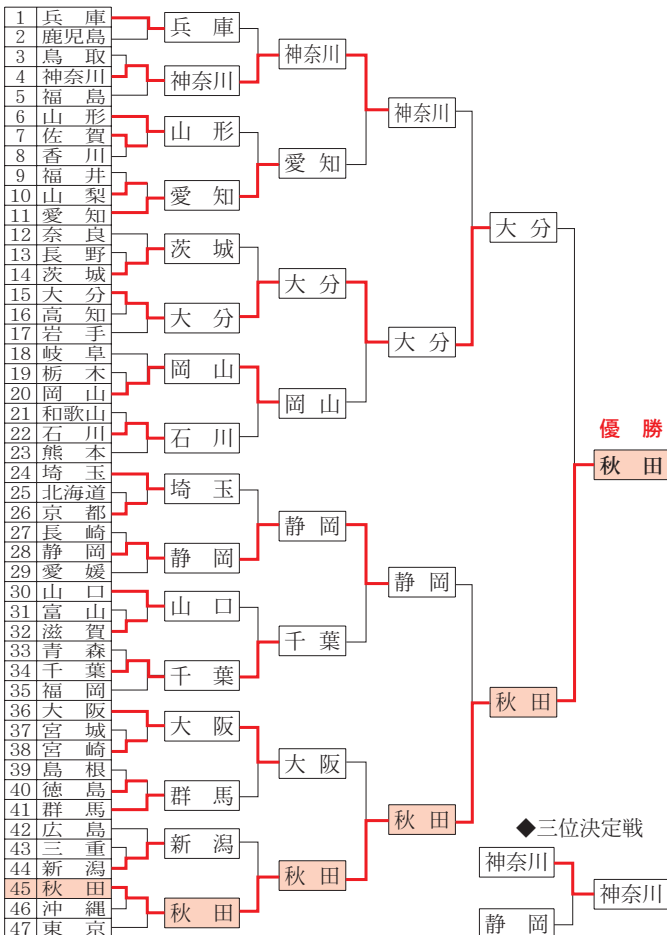 1 兵庫
2 鹿児島
3 鳥取
4 神奈川
5 福島
6 山形
7 佐賀
8 香川
9 福井
10 山梨
11 愛知
12 奈良
13 長野
14 茨城
15 大分
16 高知
17 岩手
18 岐阜
19 栃木
20 岡山
21 和歌山
22 石川
23 熊本
24 埼玉
25 北海道
26 京都
27 長崎
28 静岡
29 愛媛
30 山口
31 富山
32 滋賀
33 青森
34 千葉
35 福岡
36 大阪
37 宮城
38 宮崎
39 島根
40 徳島
41 群馬
42 広島
43 三重
44 新潟
45 秋田
46 沖縄
47 東京
兵庫
神奈川
山形
愛知
茨城
大分
岡山
石川
埼玉
静岡
山口
千葉
大阪
群馬
新潟
秋田
神奈川
愛知
大分
岡山
静岡
千葉
大阪
秋田
神奈川
大分
静岡
秋田
大分
秋田
優勝
秋田
◆三位決定戦
神奈川
静岡
神奈川